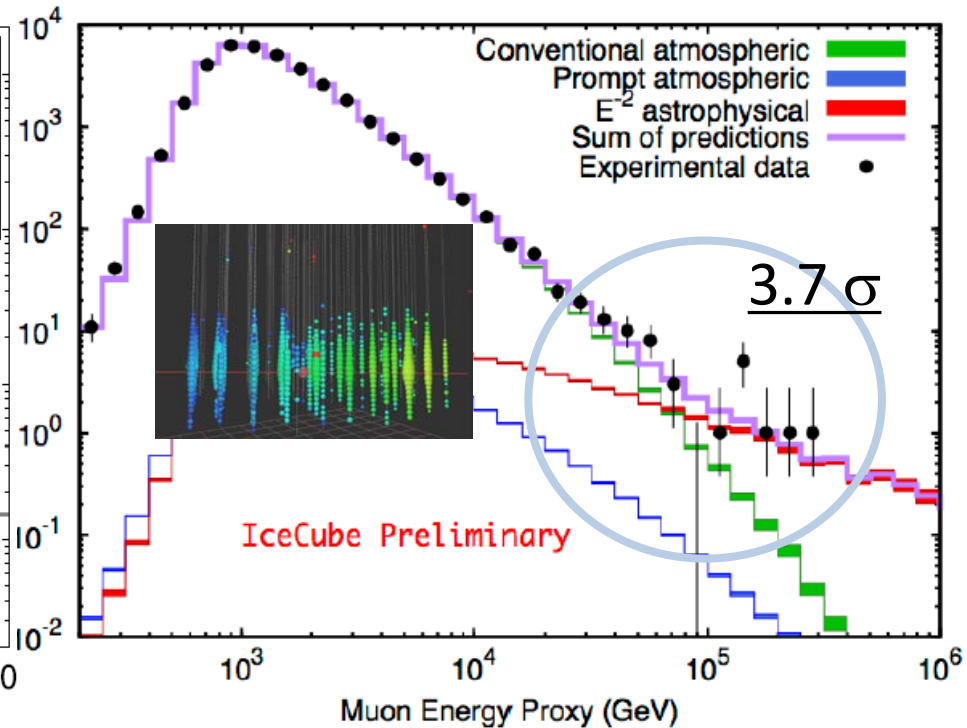 10^4
10^3
10^2
10^1
10^0
10^-1
10^-2
Conventional atmospheric
Prompt atmospheric
E^-2 astrophysical
Sum of predictions
Experimental data
3.7 σ
IceCube Preliminary
0
10^3
10^4
10^5
10^6
Muon Energy Proxy (GeV)